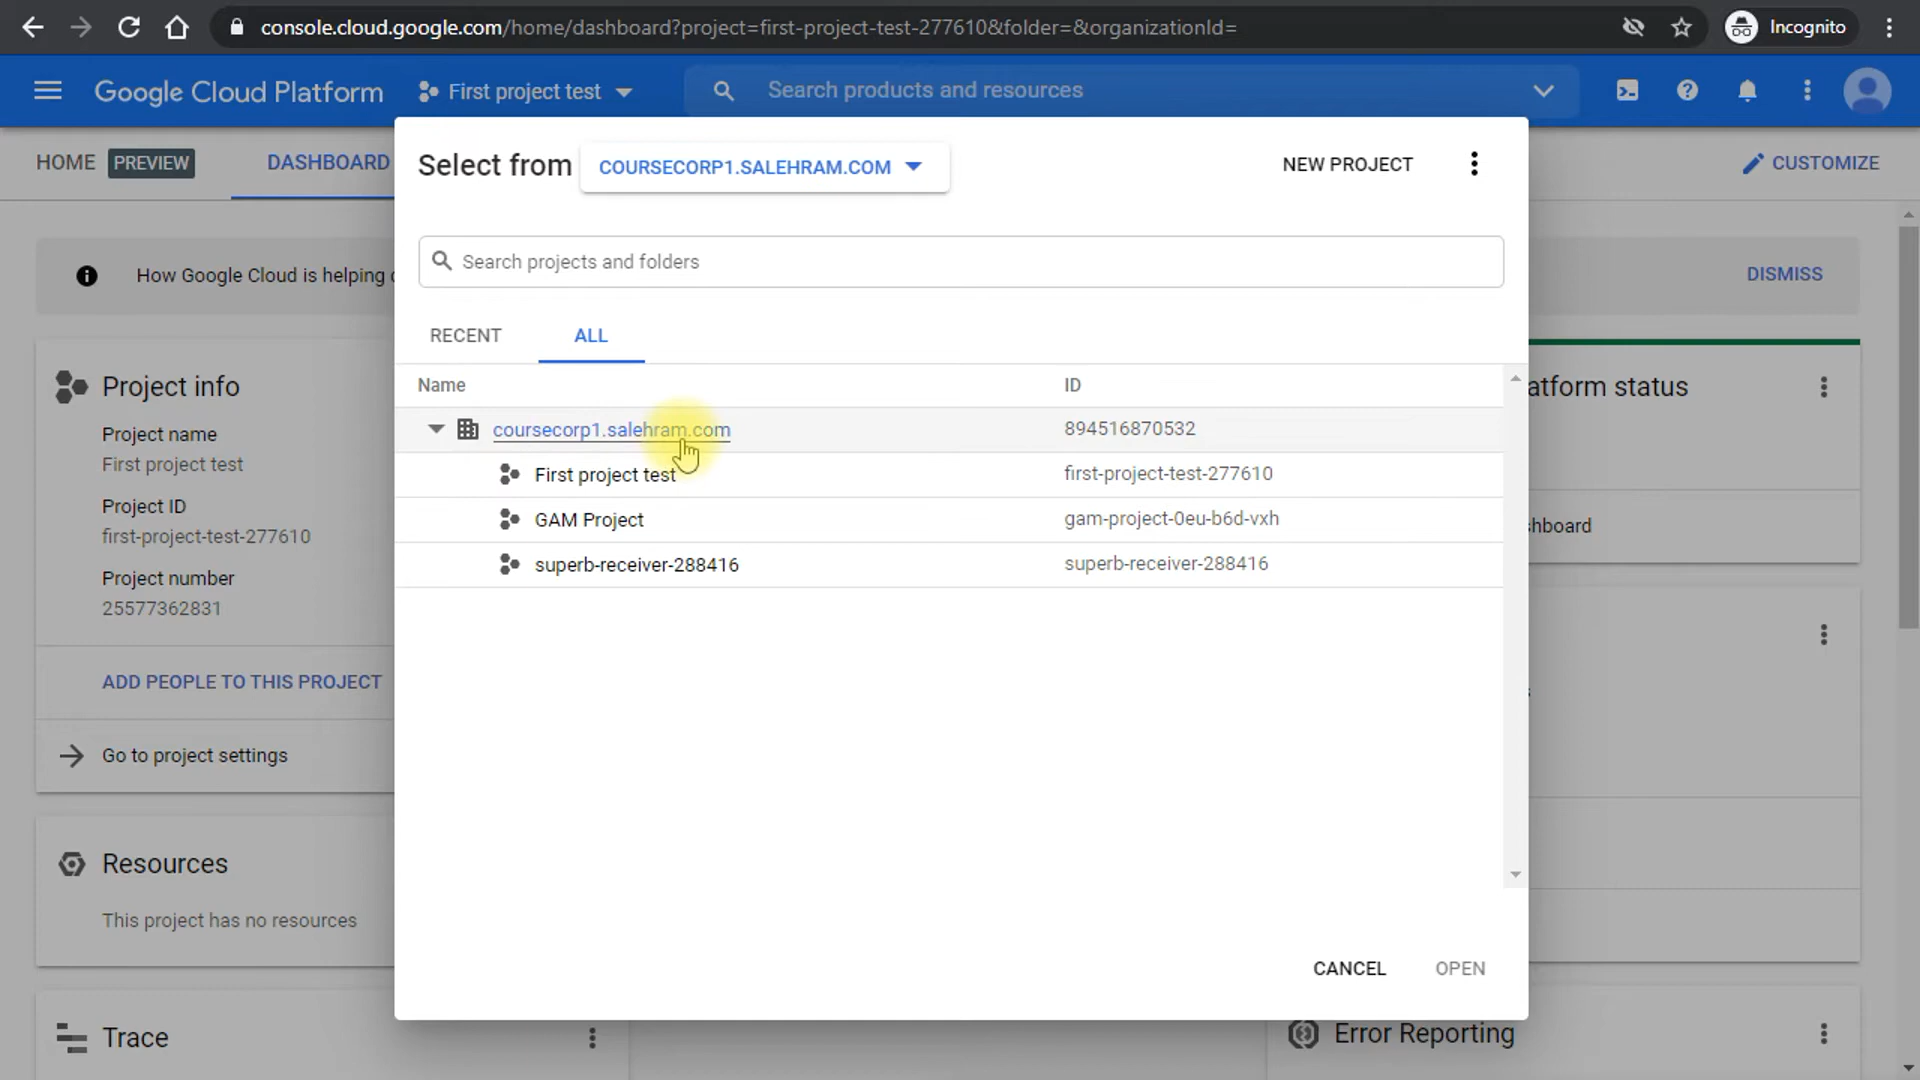 console.cloud.google.com/home/dashboard?project=first-project-test-277610&folder=&organizationId=
Incognito
Google Cloud Platform
First project test
Search products and resources
HOME
PREVIEW
DASHBOARD
CUSTOMIZE
Select from
COURSECORP1.SALEHRAM.COM
NEW PROJECT
Search projects and folders
How Google Cloud is helping
DISMISS
RECENT
ALL
Name
ID
coursecorp1.salehram.com
894516870532
First project test
first-project-test-277610
GAM Project
gam-project-0eu-b6d-vxh
superb-receiver-288416
superb-receiver-288416
CANCEL
OPEN
Project info
Project name
First project test
Project ID
first-project-test-277610
Project number
25577362831
ADD PEOPLE TO THIS PROJECT
Go to project settings
Resources
This project has no resources
Trace
atform status
hboard
Error Reporting